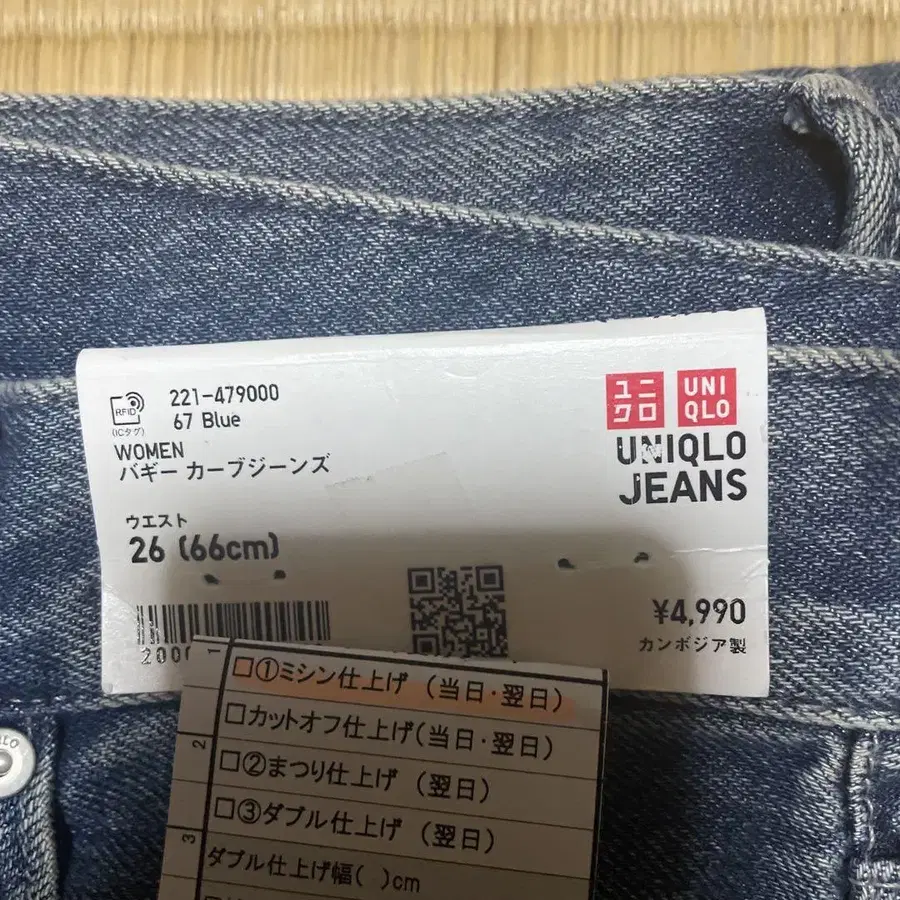 RFID
(ICタグ)
221-479000
67 Blue
WOMEN
バギー カーブジーンズ
ウエスト
26 (66cm)
ユニ
クロ
UNI
QLO
UNIQLO
JEANS
¥4,990
カンボジア製
1
□①ミシン仕上げ (当日・翌日)
□カットオフ仕上げ(当日・翌日)
2
□②まつり仕上げ (翌日)
□③ダブル仕上げ (翌日)
3
ダブル仕上げ幅( )cm